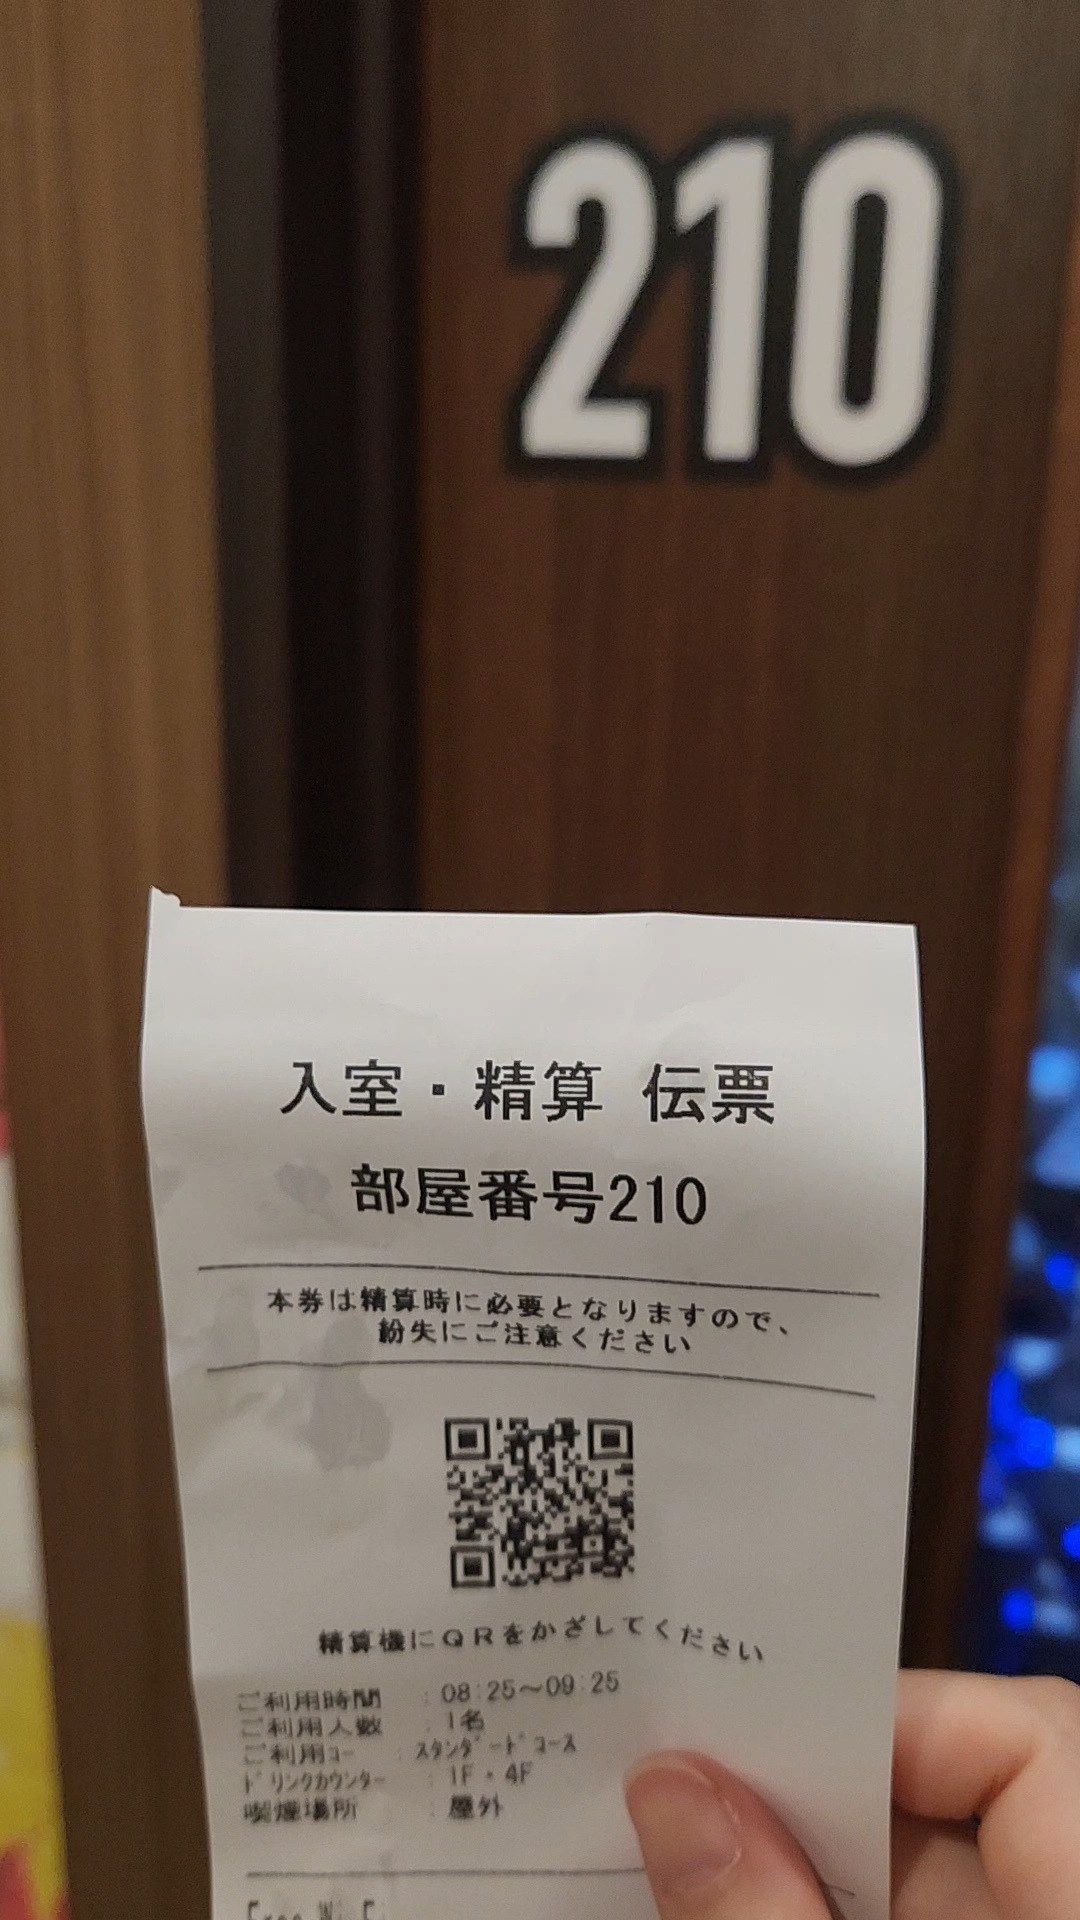 210
入室・精算 伝票
部屋番号210
本券は精算時に必要となりますので、
紛失にご注意ください
精算機にQRをかざしてください
ご利用時間 : 08:25～09:25
ご利用人数 : 1名
ご利用ｺｰ : ｽﾀﾝﾀﾞｰﾄﾞｺｰｽ
ﾄﾞﾘﾝｸｶｳﾝﾀｰ : 1F・4F
喫煙場所 : 屋外
Free Wi-Fi